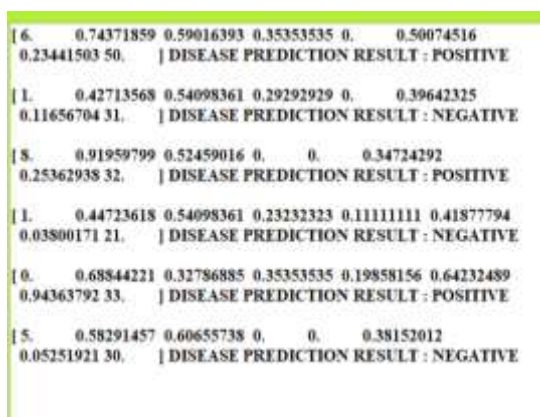 [ 6. 0.74371859 0.59016393 0.35353535 0. 0.50074516
0.23441503 50. ] DISEASE PREDICTION RESULT : POSITIVE
[ 1. 0.42713568 0.54098361 0.29292929 0. 0.39642325
0.11656704 31. ] DISEASE PREDICTION RESULT : NEGATIVE
[ 8. 0.91959799 0.52459016 0. 0. 0.34724292
0.25362938 32. ] DISEASE PREDICTION RESULT : POSITIVE
[ 1. 0.44723618 0.54098361 0.23232323 0.11111111 0.41877794
0.03800171 21. ] DISEASE PREDICTION RESULT : NEGATIVE
[ 0. 0.68844221 0.32786885 0.35353535 0.19858156 0.64232489
0.94363792 33. ] DISEASE PREDICTION RESULT : POSITIVE
[ 5. 0.58291457 0.60655738 0. 0. 0.38152012
0.05251921 30. ] DISEASE PREDICTION RESULT : NEGATIVE